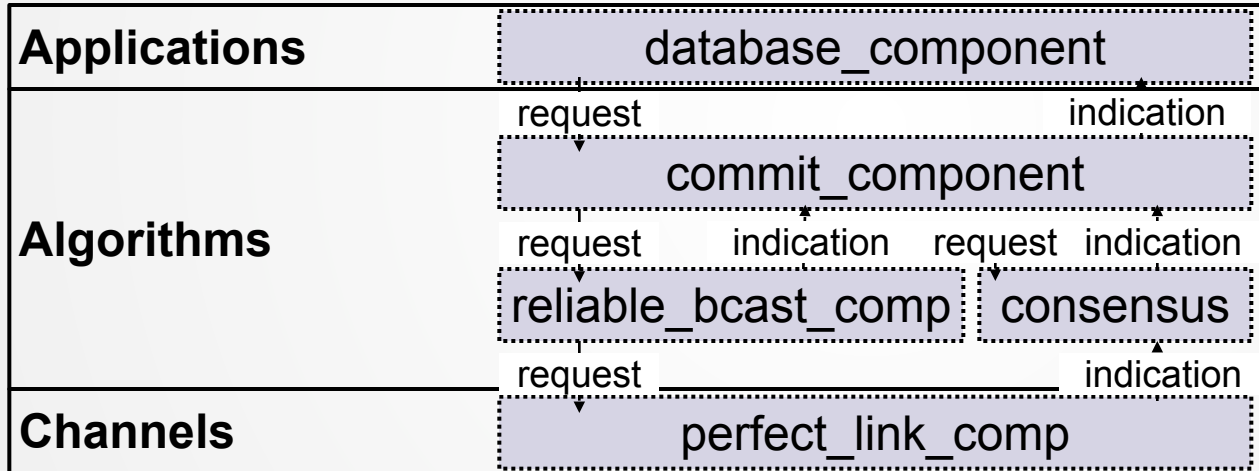 Applications
database_component
request
indication
commit_component
Algorithms
request
indication
request
indication
reliable_bcast_comp
consensus
request
indication
Channels
perfect_link_comp